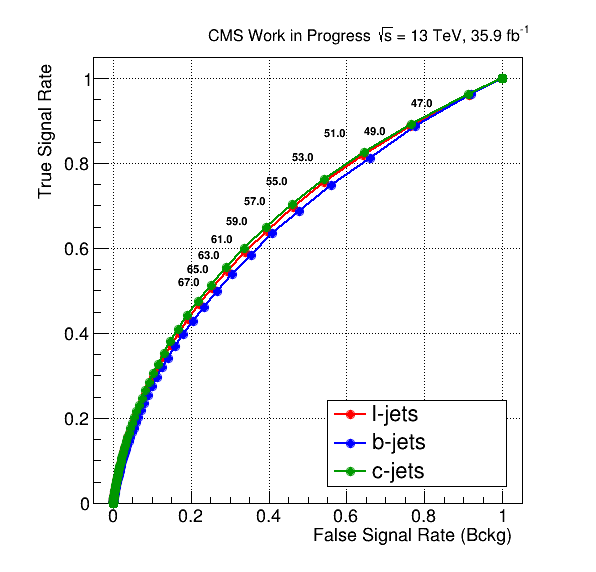 CMS Work in Progress √s = 13 TeV, 35.9 fb⁻¹
True Signal Rate
1
0.8
0.6
0.4
0.2
0
47.0
49.0
51.0
53.0
55.0
57.0
59.0
61.0
63.0
65.0
67.0
l-jets
b-jets
c-jets
0 0.2 0.4 0.6 0.8 1
False Signal Rate (Bckg)